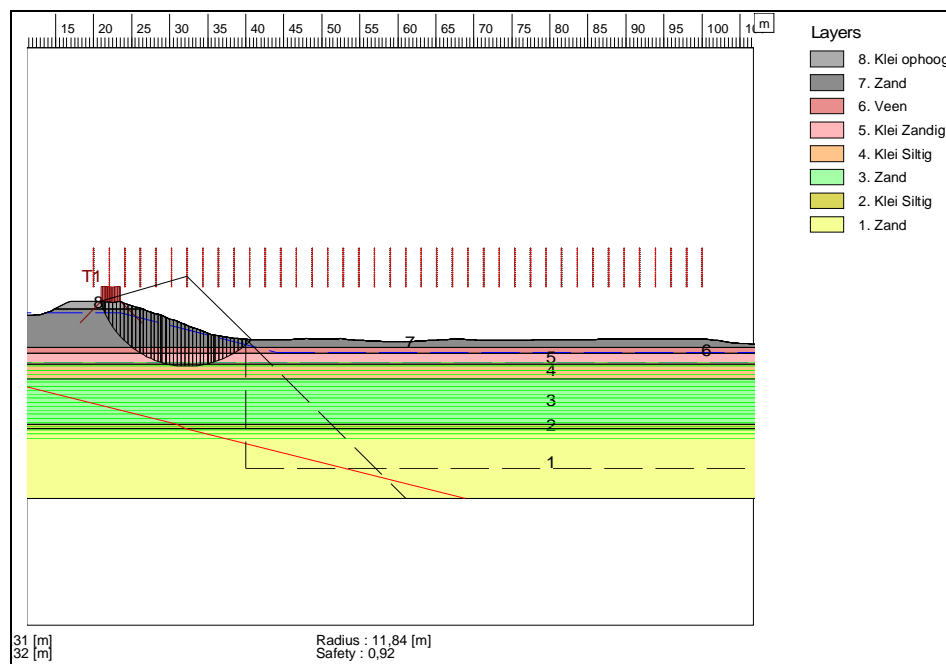 15 20 25 30 35 40 45 50 55 60 65 70 75 80 85 90 95 100 10
m
Layers
8. Klei ophoog
7. Zand
6. Veen
5. Klei Zandig
4. Klei Siltig
3. Zand
2. Klei Siltig
1. Zand
T1
8
7
6
5
4
3
2
1
31 [m] Radius : 11,84 [m]
32 [m] Safety : 0,92